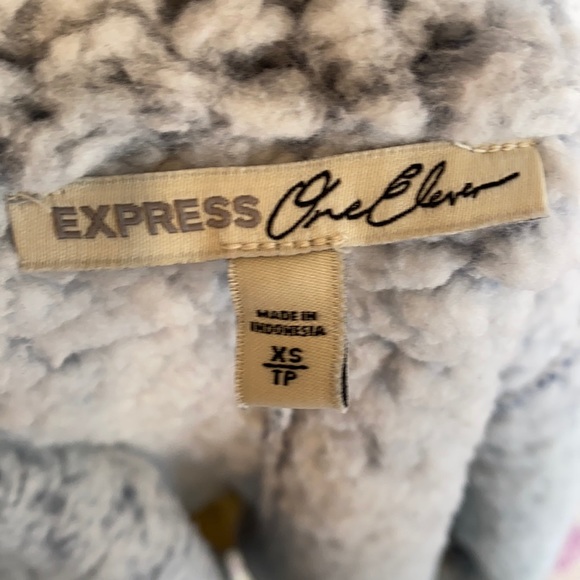 EXPRESS One Eleven
MADE IN
INDONESIA
XS
TP